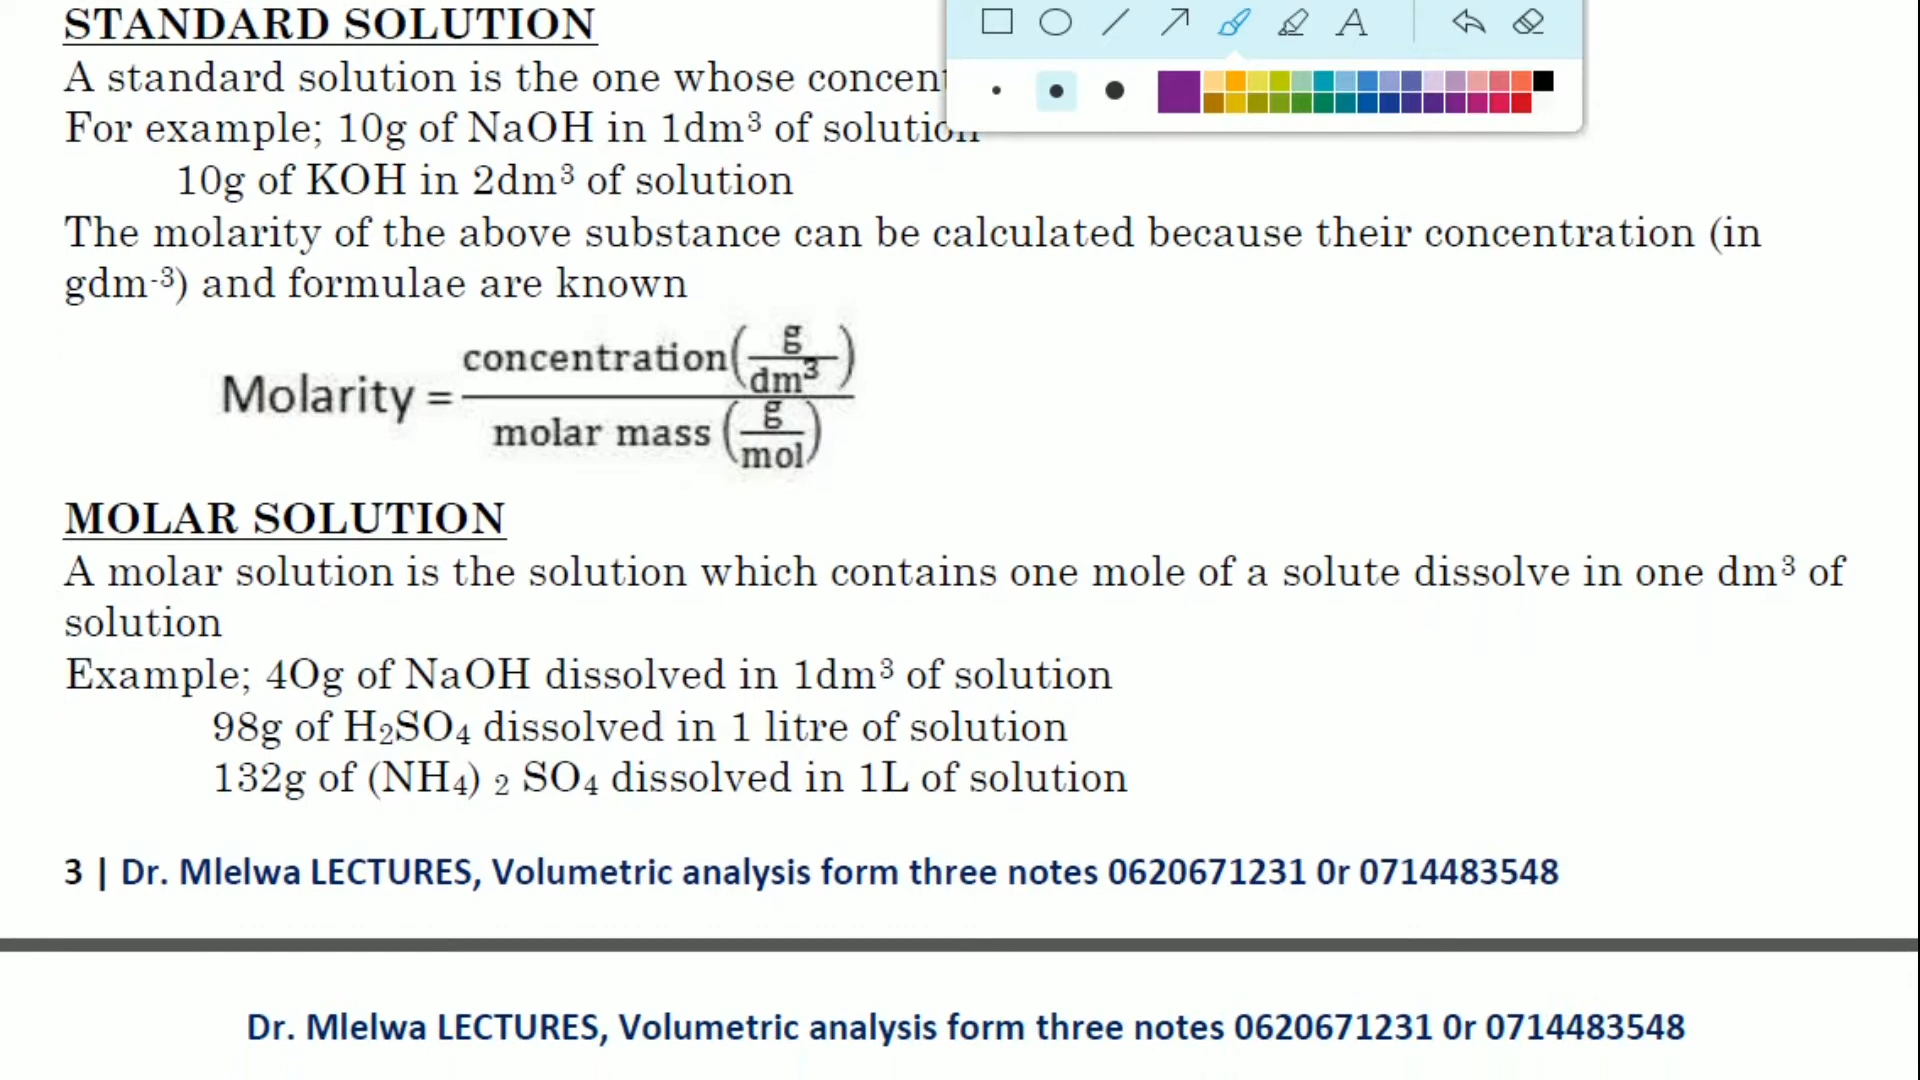 STANDARD SOLUTION
A standard solution is the one whose
For example; 10g of NaOH in 1dm³ of solution
10g of KOH in 2dm³ of solution
The molarity of the above substance can be calculated because their concentration (in
gdm-³) and formulae are known
Molarity = concentration(g/dm³) / molar mass (g/mol)
MOLAR SOLUTION
A molar solution is the solution which contains one mole of a solute dissolve in one dm³ of
solution
Example; 4Og of NaOH dissolved in 1dm³ of solution
98g of H₂SO₄ dissolved in 1 litre of solution
132g of (NH₄) ₂ SO₄ dissolved in 1L of solution
3 | Dr. Mlelwa LECTURES, Volumetric analysis form three notes 0620671231 0r 0714483548
Dr. Mlelwa LECTURES, Volumetric analysis form three notes 0620671231 0r 0714483548